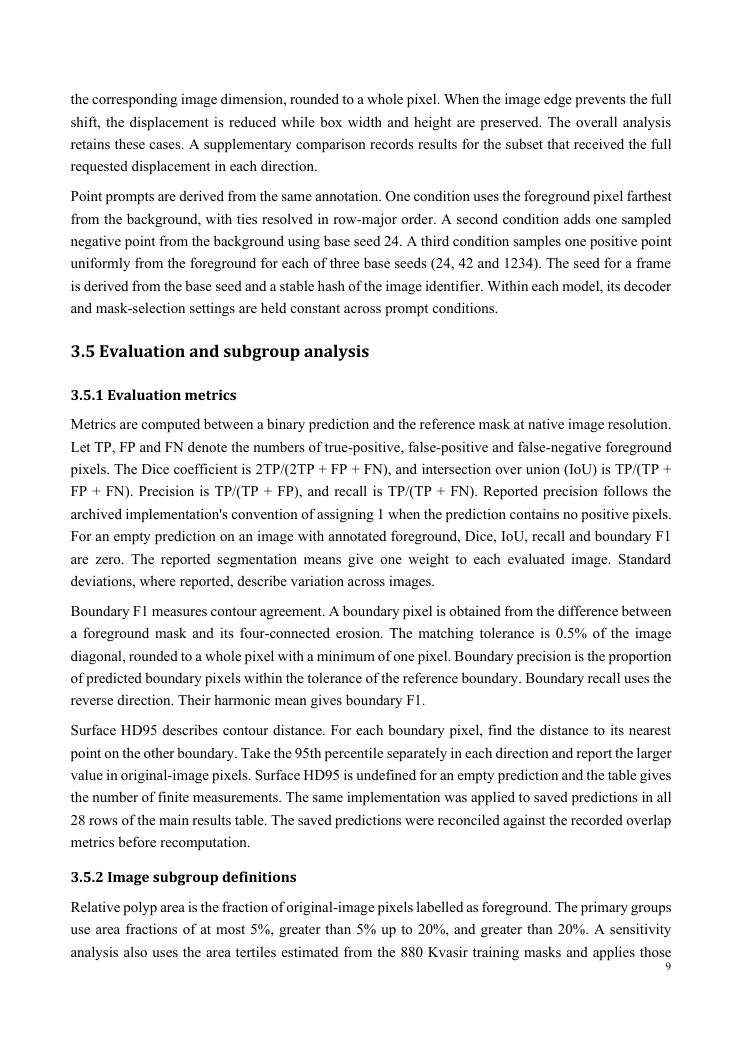 the corresponding image dimension, rounded to a whole pixel. When the image edge prevents the full
shift, the displacement is reduced while box width and height are preserved. The overall analysis
retains these cases. A supplementary comparison records results for the subset that received the full
requested displacement in each direction.
Point prompts are derived from the same annotation. One condition uses the foreground pixel farthest
from the background, with ties resolved in row-major order. A second condition adds one sampled
negative point from the background using base seed 24. A third condition samples one positive point
uniformly from the foreground for each of three base seeds (24, 42 and 1234). The seed for a frame
is derived from the base seed and a stable hash of the image identifier. Within each model, its decoder
and mask-selection settings are held constant across prompt conditions.
3.5 Evaluation and subgroup analysis
3.5.1 Evaluation metrics
Metrics are computed between a binary prediction and the reference mask at native image resolution.
Let TP, FP and FN denote the numbers of true-positive, false-positive and false-negative foreground
pixels. The Dice coefficient is 2TP/(2TP + FP + FN), and intersection over union (IoU) is TP/(TP +
FP + FN). Precision is TP/(TP + FP), and recall is TP/(TP + FN). Reported precision follows the
archived implementation's convention of assigning 1 when the prediction contains no positive pixels.
For an empty prediction on an image with annotated foreground, Dice, IoU, recall and boundary F1
are zero. The reported segmentation means give one weight to each evaluated image. Standard
deviations, where reported, describe variation across images.
Boundary F1 measures contour agreement. A boundary pixel is obtained from the difference between
a foreground mask and its four-connected erosion. The matching tolerance is 0.5% of the image
diagonal, rounded to a whole pixel with a minimum of one pixel. Boundary precision is the proportion
of predicted boundary pixels within the tolerance of the reference boundary. Boundary recall uses the
reverse direction. Their harmonic mean gives boundary F1.
Surface HD95 describes contour distance. For each boundary pixel, find the distance to its nearest
point on the other boundary. Take the 95th percentile separately in each direction and report the larger
value in original-image pixels. Surface HD95 is undefined for an empty prediction and the table gives
the number of finite measurements. The same implementation was applied to saved predictions in all
28 rows of the main results table. The saved predictions were reconciled against the recorded overlap
metrics before recomputation.
3.5.2 Image subgroup definitions
Relative polyp area is the fraction of original-image pixels labelled as foreground. The primary groups
use area fractions of at most 5%, greater than 5% up to 20%, and greater than 20%. A sensitivity
analysis also uses the area tertiles estimated from the 880 Kvasir training masks and applies those
9